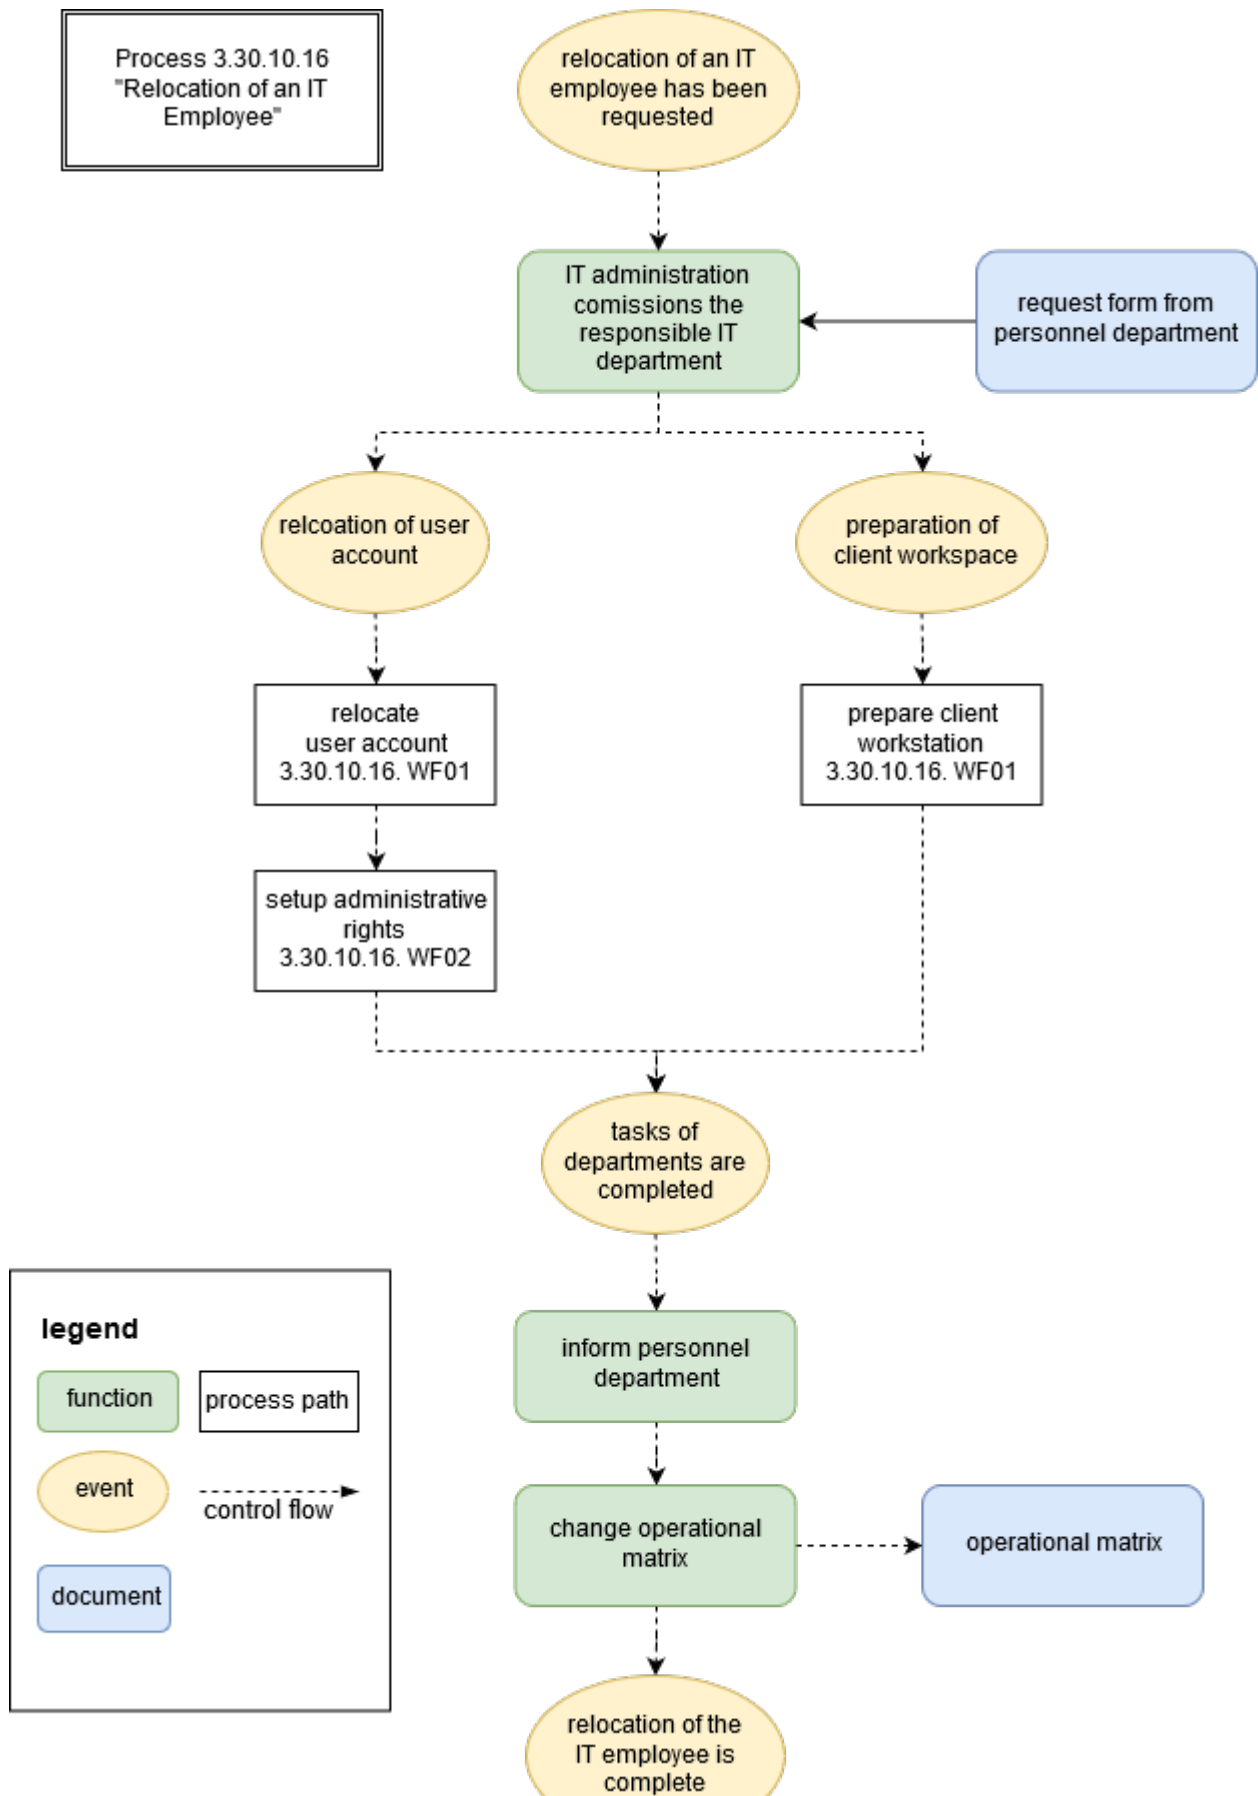 Process 3.30.10.16
"Relocation of an IT
Employee"
relocation of an IT
employee has been
requested
IT administration
comissions the
responsible IT
department
request form from
personnel department
relcoation of user
account
preparation of
client workspace
relocate
user account
3.30.10.16. WF01
prepare client
workstation
3.30.10.16. WF01
setup administrative
rights
3.30.10.16. WF02
tasks of
departments are
completed
inform personnel
department
change operational
matrix
operational matrix
relocation of the
IT employee is
complete
legend
function
process path
event
control flow
document